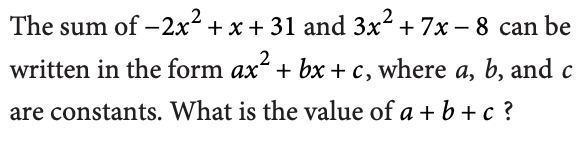 The sum of −2x² + x + 31 and 3x² + 7x − 8 can be
written in the form ax² + bx + c, where a, b, and c
are constants. What is the value of a + b + c ?